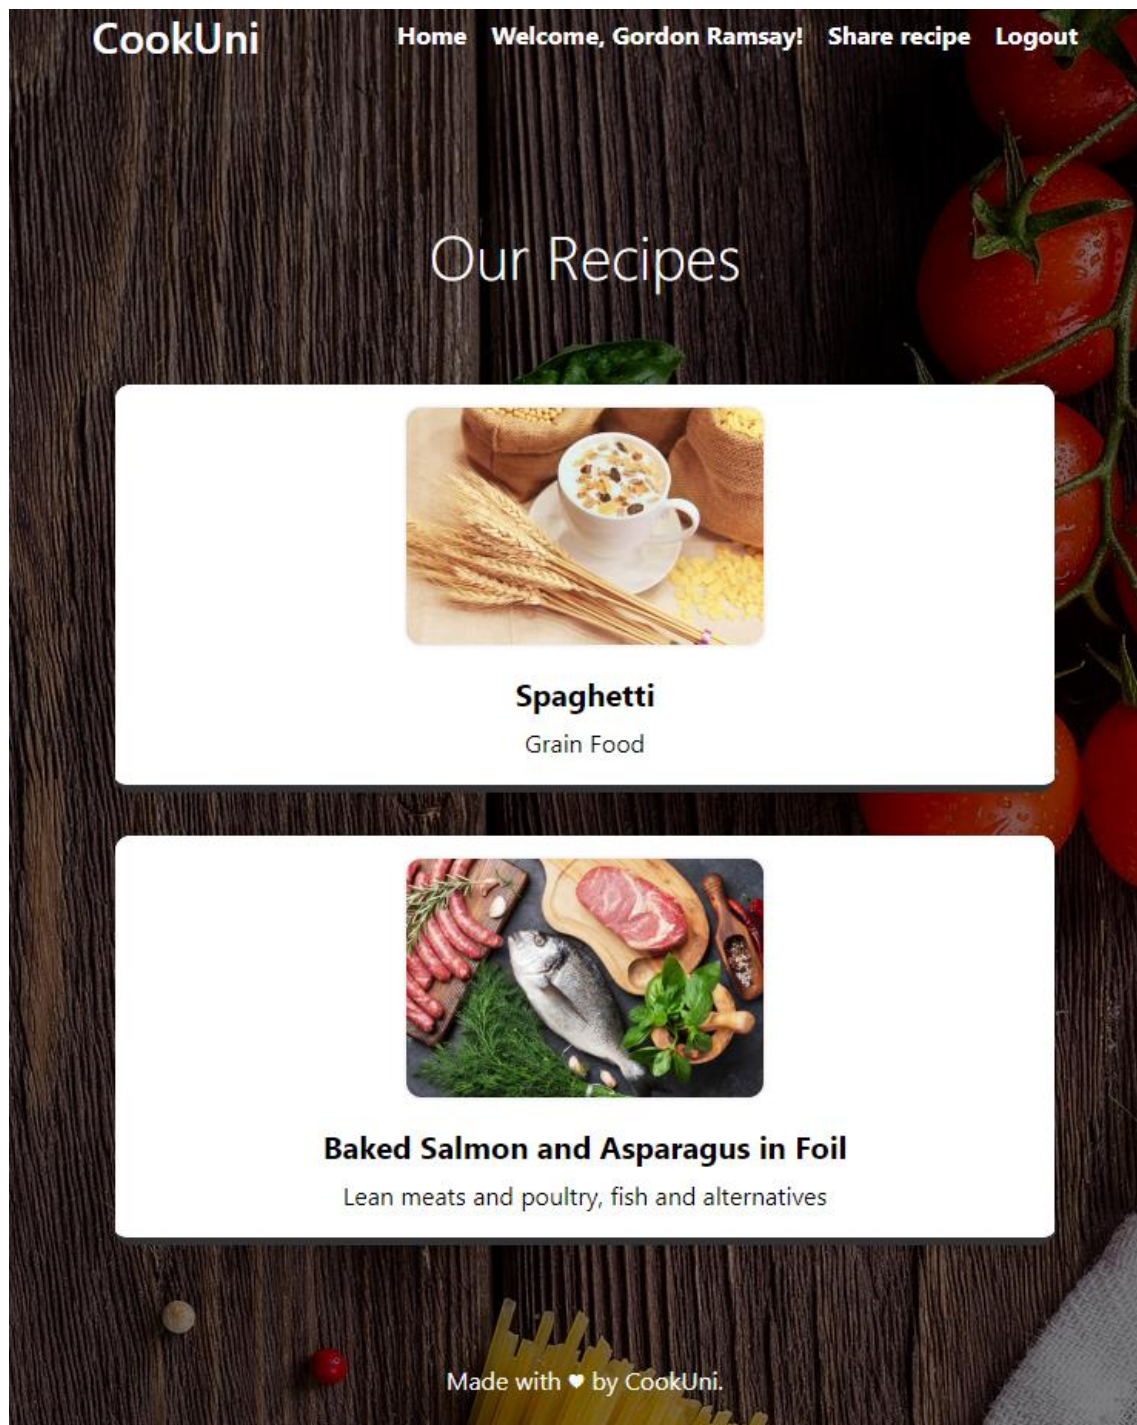 CookUni
Home Welcome, Gordon Ramsay! Share recipe Logout
Our Recipes
Spaghetti
Grain Food
Baked Salmon and Asparagus in Foil
Lean meats and poultry, fish and alternatives
Made with ♥ by CookUni.